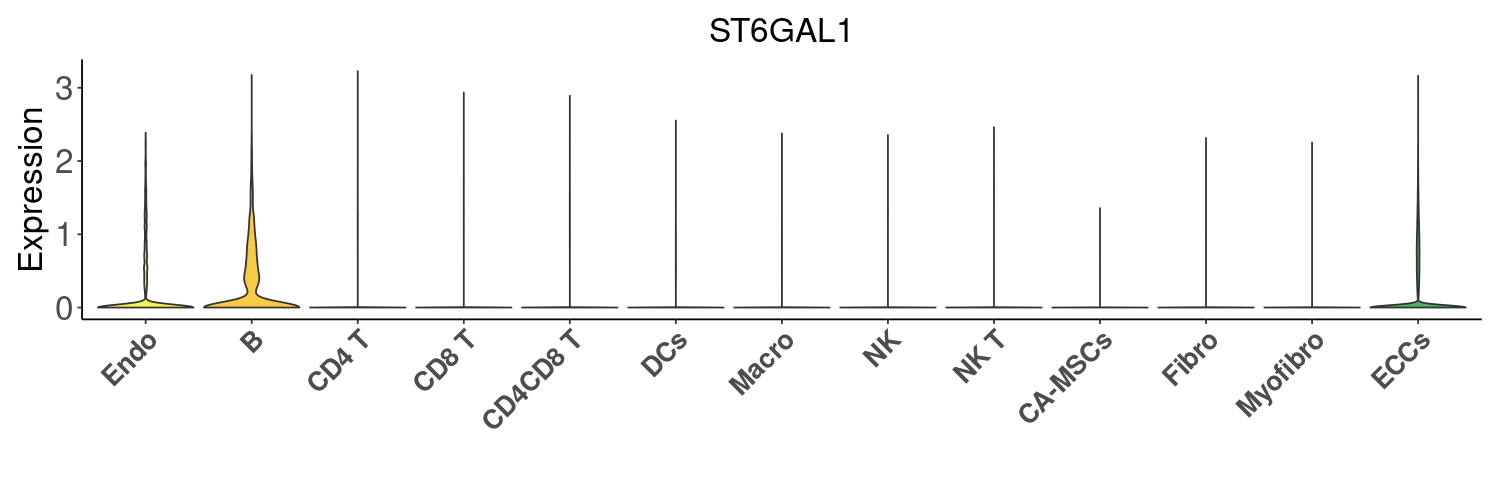 ST6GAL1
Expression
3
2
1
0
Endo
B
CD4 T
CD8 T
CD4CD8 T
DCs
Macro
NK
NK T
CA-MSCs
Fibro
Myofibro
ECCs